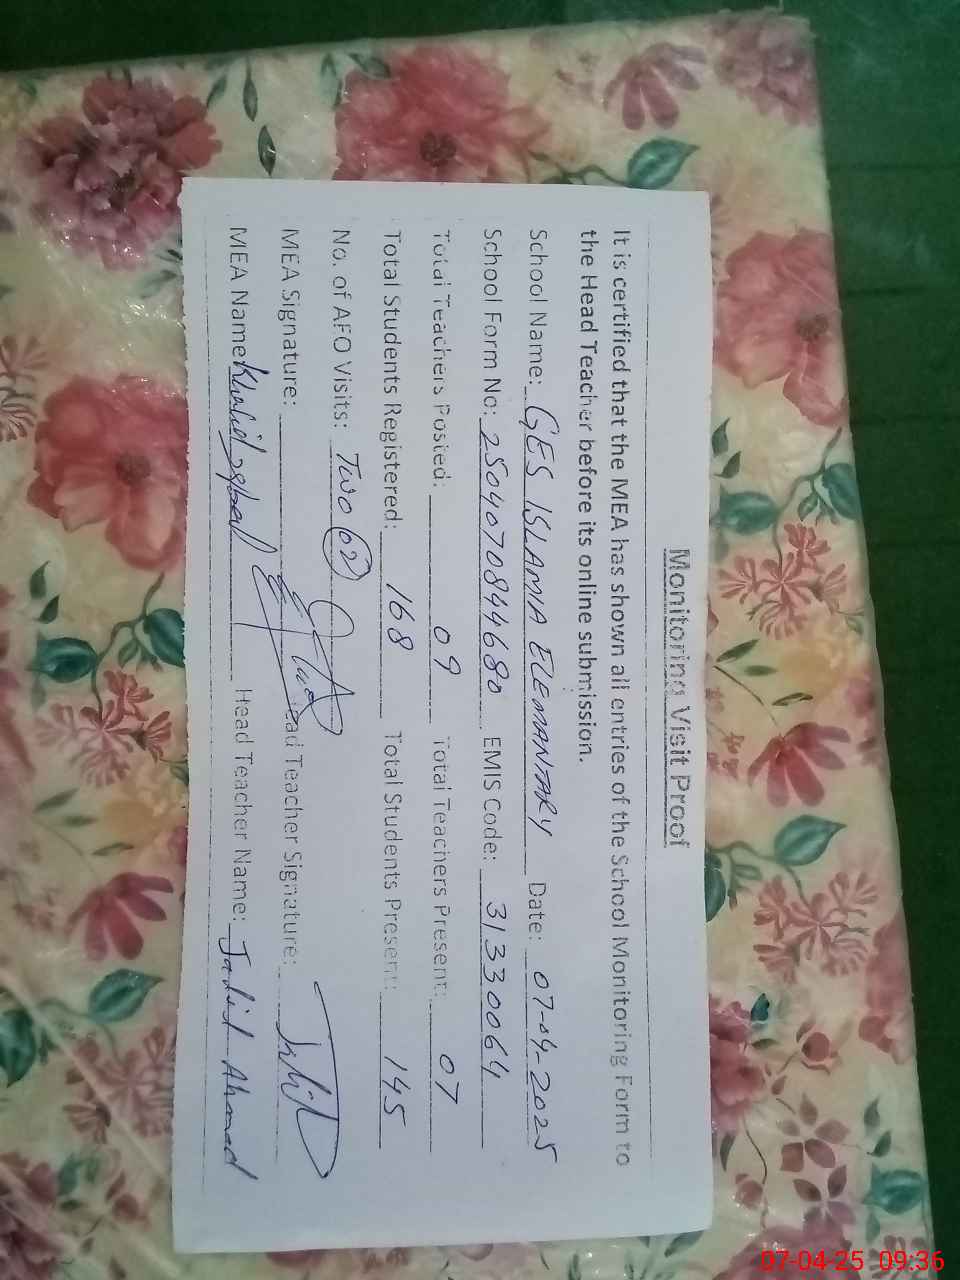 Monitoring Visit Proof
It is certified that the MEA has shown all entries of the School Monitoring Form to
the Head Teacher before its online submission.
School Name: GES ISLAMIA ELEMANTARY Date: 07-04-2025
School Form No: 2504070844680 EMIS Code: 31330064
Total Teachers Posted: 09 Total Teachers Present: 07
Total Students Registered: 168 Total Students Present: 145
No. of AFO Visits: Two 02
MEA Signature: Head Teacher Signature:
MEA Name Khalid Iqbal Head Teacher Name: Javid Ahmad
07-04-25 09:36